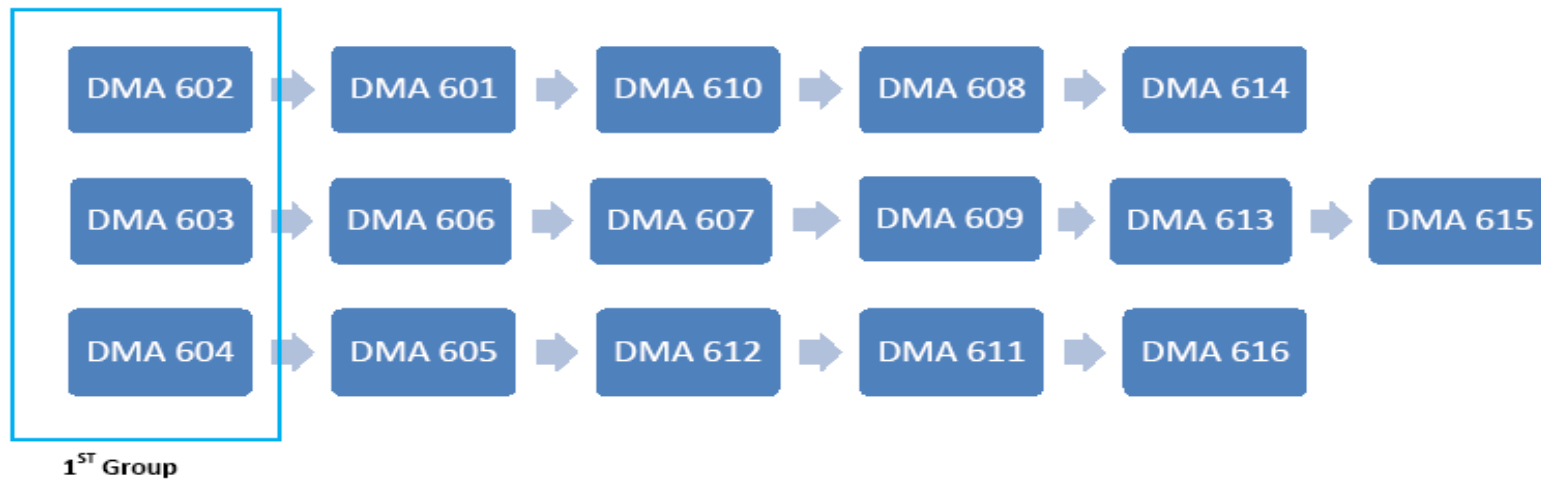 DMA 602 DMA 601 DMA 610 DMA 608 DMA 614
DMA 603 DMA 606 DMA 607 DMA 609 DMA 613 DMA 615
DMA 604 DMA 605 DMA 612 DMA 611 DMA 616
1ST Group